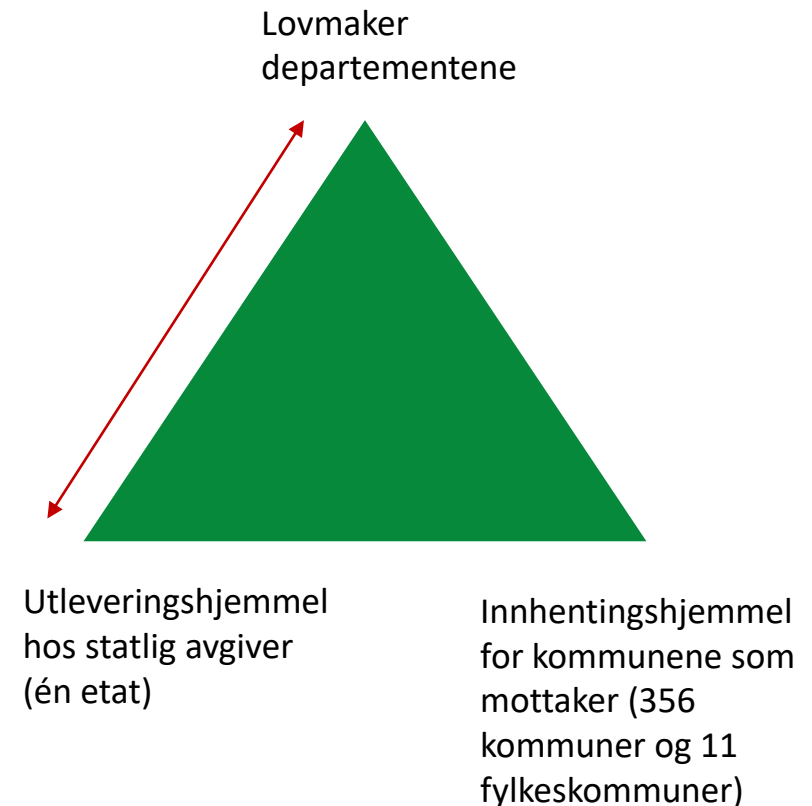 Lovmaker
departementene
Utleveringshjemmel
hos statlig avgiver
(én etat)
Innhentingshjemmel
for kommunene som
mottaker (356
kommuner og 11
fylkeskommuner)